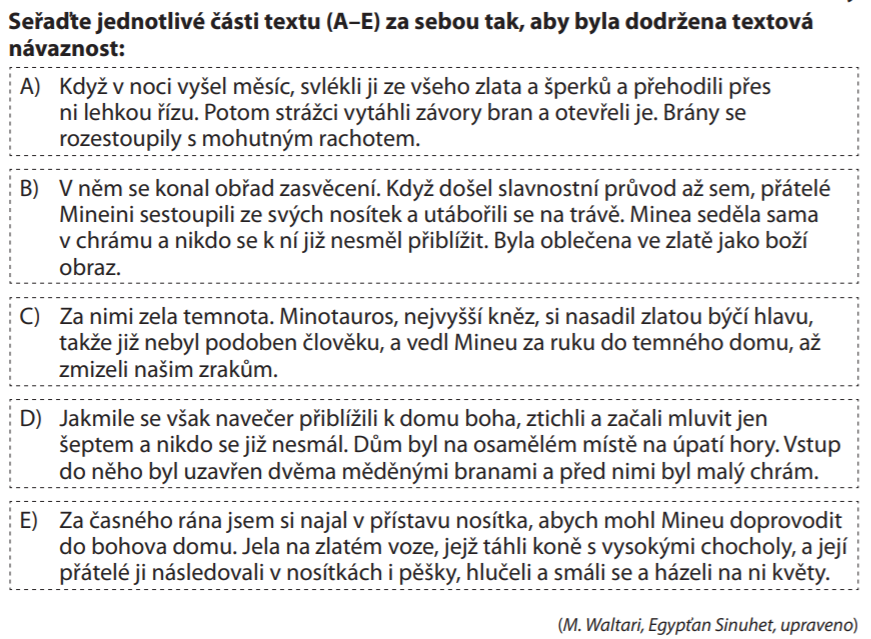 Seřaďte jednotlivé části textu (A–E) za sebou tak, aby byla dodržena textová
návaznost:
A) Když v noci vyšel měsíc, svlékli ji ze všeho zlata a šperků a přehodili přes
ni lehkou řízu. Potom strážci vytáhli závory bran a otevřeli je. Brány se
rozestoupily s mohutným rachotem.
B) V něm se konal obřad zasvěcení. Když došel slavnostní průvod až sem, přátelé
Mineini sestoupili ze svých nosítek a utábořili se na trávě. Minea seděla sama
v chrámu a nikdo se k ní již nesměl přiblížit. Byla oblečena ve zlatě jako boží
obraz.
C) Za nimi zela temnota. Minotauros, nejvyšší kněz, si nasadil zlatou býčí hlavu,
takže již nebyl podoben člověku, a vedl Mineu za ruku do temného domu, až
zmizeli našim zrakům.
D) Jakmile se však navečer přiblížili k domu boha, ztichli a začali mluvit jen
šeptem a nikdo se již nesmál. Dům byl na osamělém místě na úpatí hory. Vstup
do něho byl uzavřen dvěma měděnými branami a před nimi byl malý chrám.
E) Za časného rána jsem si najal v přístavu nosítka, abych mohl Mineu doprovodit
do bohova domu. Jela na zlatém voze, jejž táhli koně s vysokými chocholy, a její
přátelé ji následovali v nosítkách i pěšky, hlučeli a smáli se a házeli na ni květy.
(M. Waltari, Egypťan Sinuhet, upraveno)